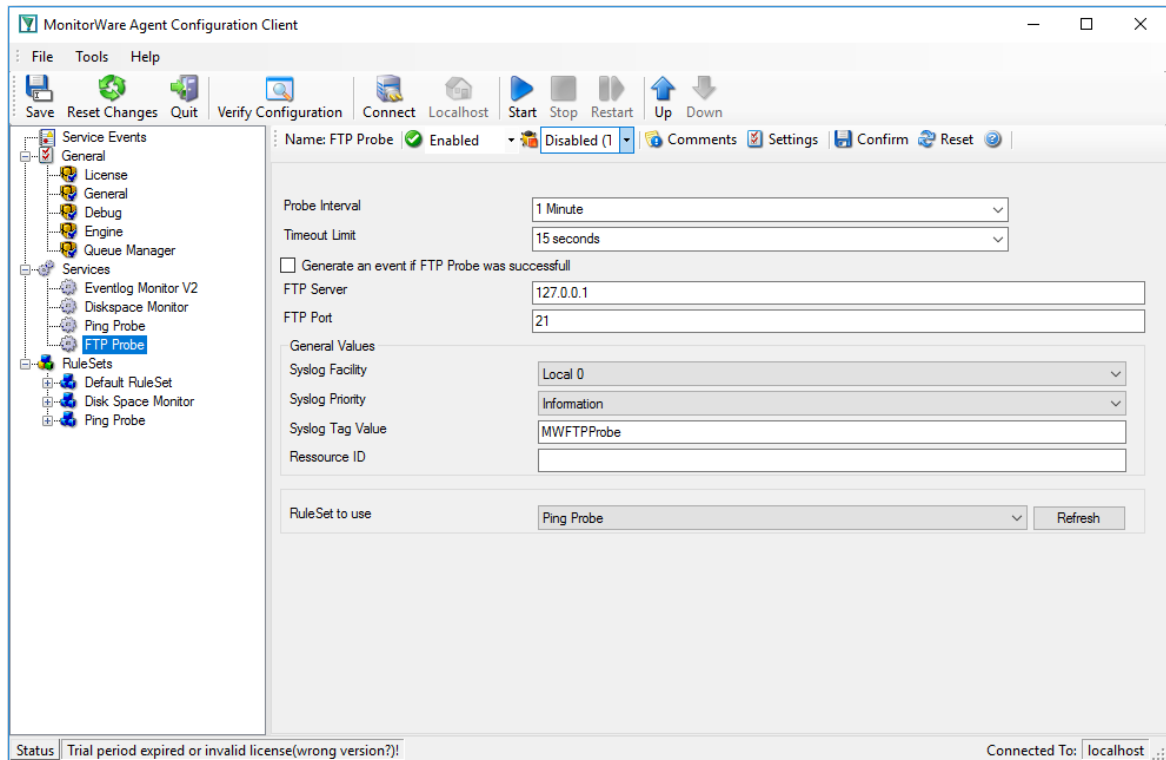 MonitorWare Agent Configuration Client
File Tools Help
Save Reset Changes Quit Verify Configuration Connect Localhost Start Stop Restart Up Down
Service Events
General
License
General
Debug
Engine
Queue Manager
Services
Eventlog Monitor V2
Diskspace Monitor
Ping Probe
FTP Probe
RuleSets
Default RuleSet
Disk Space Monitor
Ping Probe
Name: FTP Probe Enabled Disabled (T Comments Settings Confirm Reset
Probe Interval 1 Minute
Timeout Limit 15 seconds
Generate an event if FTP Probe was successfull
FTP Server 127.0.0.1
FTP Port 21
General Values
Syslog Facility Local 0
Syslog Priority Information
Syslog Tag Value MWFTPProbe
Ressource ID
RuleSet to use Ping Probe Refresh
Status Trial period expired or invalid license(wrong version?)! Connected To: localhost